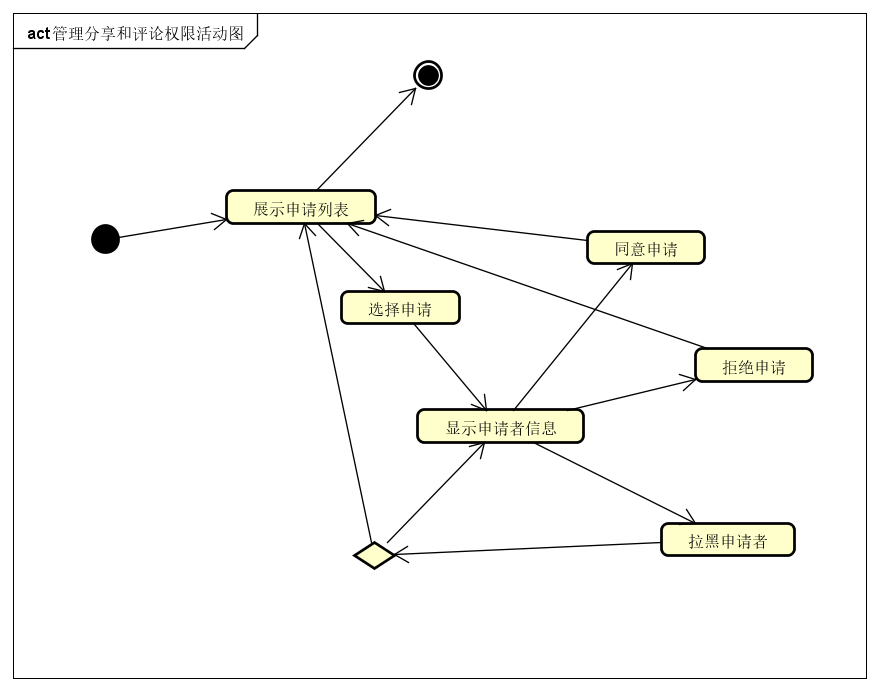 act 管理分享和评论权限活动图
展示申请列表
同意申请
选择申请
拒绝申请
显示申请者信息
拉黑申请者